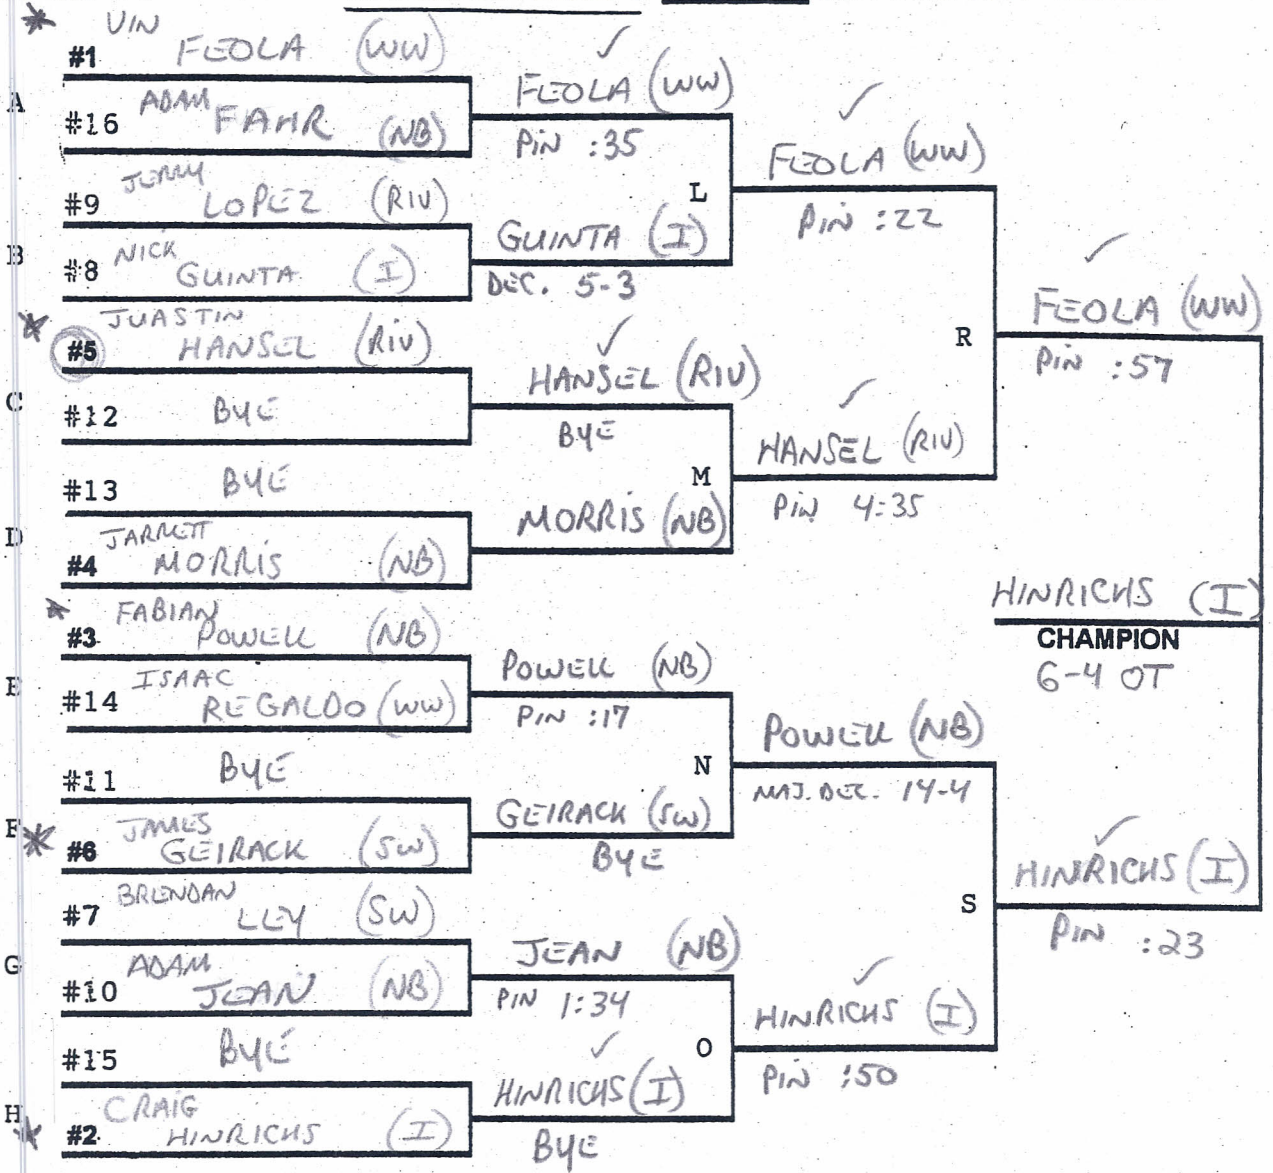 VIN
#1 FEOLA (WW)
A
ADAM
#16 FAHR (NB)
JERRY
#9 LOPEZ (RIV)
B
NICK
#8 GUINTA (I)
JUASTIN
#5 HANSEL (RIV)
C
#12 BYE
#13 BYE
D
JARRETT
#4 MORRIS (NB)
FABIAN
#3 POWELL (NB)
E
ISAAC
#14 REGALDO (WW)
#11 BYE
F
JAMES
#6 GEIRACK (SW)
BRENDAN
#7 LLEY (SW)
G
ADAM
#10 JEAN (NB)
#15 BYE
H
CRAIG
#2 HINRICHS (I)
FEOLA (WW)
PIN :35
L
GUINTA (I)
DEC. 5-3
HANSEL (RIV)
BYE
M
MORRIS (NB)
POWELL (NB)
PIN :17
N
GEIRACK (SW)
BYE
JEAN (NB)
PIN 1:34
O
HINRICHS (I)
BYE
FEOLA (WW)
PIN :22
R
HANSEL (RIV)
PIN 4:35
POWELL (NB)
MAJ. DEC. 14-4
S
HINRICHS (I)
PIN :50
FEOLA (WW)
PIN :57
HINRICHS (I)
CHAMPION
6-4 OT
HINRICHS (I)
PIN :23